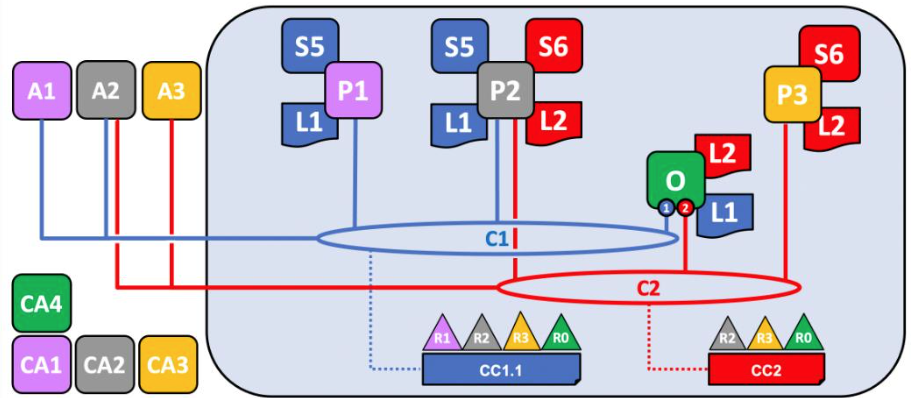 S5
S5
S6
S6
A1
A2
A3
P1
P2
P3
L1
L1
L2
L2
O
L2
1
2
L1
C1
C2
CA4
R1
R2
R3
R0
R2
R3
R0
CA1
CA2
CA3
CC1.1
CC2